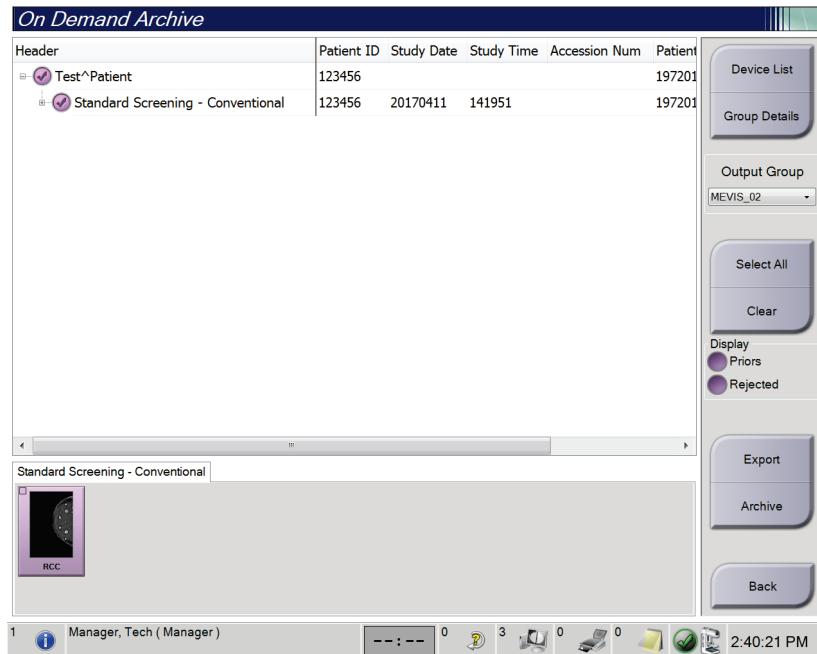 On Demand Archive
Header Patient ID Study Date Study Time Accession Num Patient
Test^Patient 123456 197201
Standard Screening - Conventional 123456 20170411 141951 197201
Device List
Group Details
Output Group
MEVIS_02
Select All
Clear
Display
Priors
Rejected
Export
Archive
Back
Standard Screening - Conventional
RCC
1 Manager, Tech ( Manager ) --:-- 0 3 0 0 2:40:21 PM